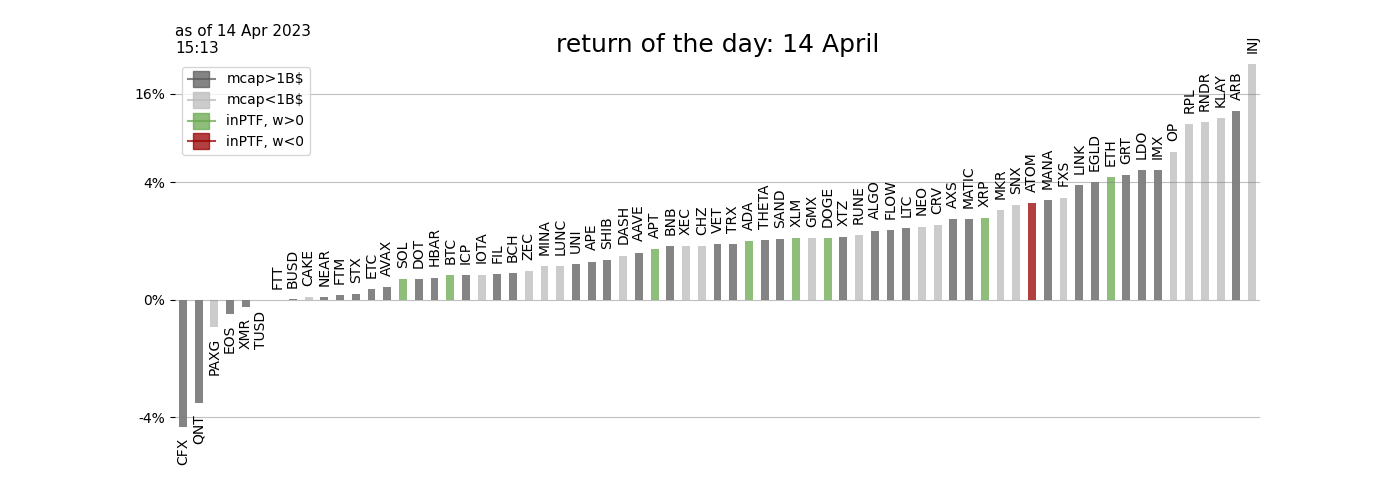 as of 14 Apr 2023
15:13
return of the day: 14 April
mcap>1B$
mcap<1B$
inPTF, w>0
inPTF, w<0
16%
4%
0%
-4%
CFX
QNT
PAXG
EOS
XMR
TUSD
FTT
BUSD
CAKE
NEAR
FTM
STX
ETC
AVAX
SOL
DOT
HBAR
BTC
ICP
IOTA
FIL
BCH
ZEC
MINA
LUNC
UNI
APE
SHIB
DASH
AAVE
APT
BNB
XEC
CHZ
VET
TRX
ADA
THETA
SAND
XLM
GMX
DOGE
XTZ
RUNE
ALGO
FLOW
LTC
NEO
CRV
AXS
MATIC
XRP
MKR
SNX
ATOM
MANA
FXS
LINK
EGLD
ETH
GRT
LDO
IMX
OP
RPL
RNDR
KLAY
ARB
INJ